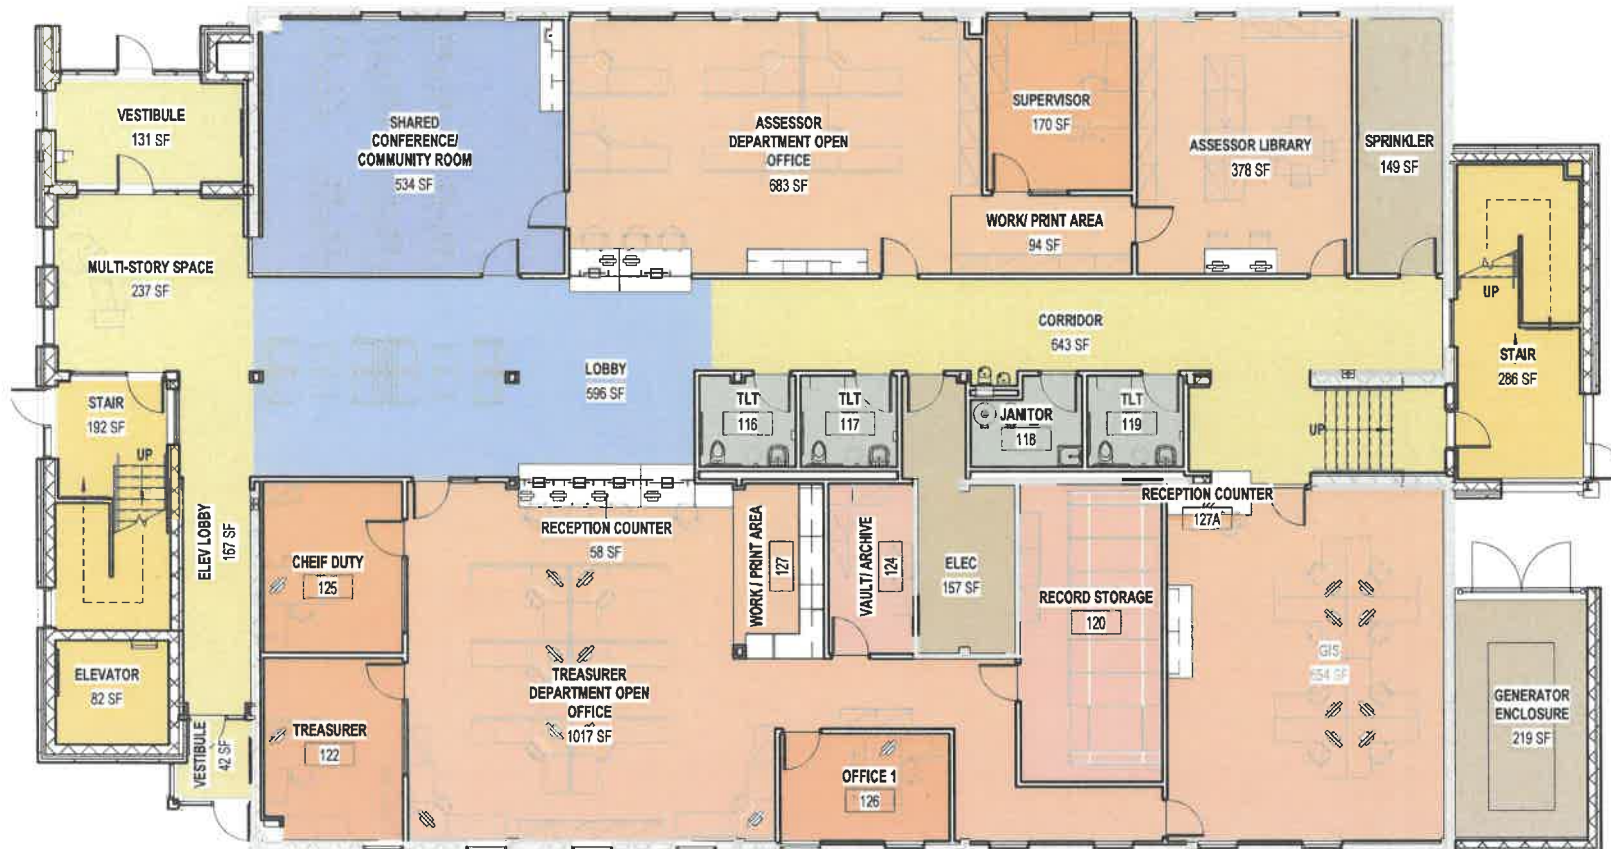 VESTIBULE
131 SF
SHARED
CONFERENCE/
COMMUNITY ROOM
534 SF
ASSESSOR
DEPARTMENT OPEN
OFFICE
683 SF
SUPERVISOR
170 SF
ASSESSOR LIBRARY
378 SF
SPRINKLER
149 SF
WORK/ PRINT AREA
94 SF
MULTI-STORY SPACE
237 SF
UP
CORRIDOR
643 SF
STAIR
286 SF
LOBBY
596 SF
STAIR
192 SF
UP
TLT
116
TLT
117
JANITOR
118
TLT
119
UP
ELEV LOBBY
167 SF
RECEPTION COUNTER
58 SF
RECEPTION COUNTER
127A
CHEIF DUTY
125
WORK/ PRINT AREA
127
VAULT/ ARCHIVE
124
ELEC
157 SF
RECORD STORAGE
120
GIS
654 SF
ELEVATOR
82 SF
TREASURER
DEPARTMENT OPEN
OFFICE
1017 SF
GENERATOR
ENCLOSURE
219 SF
TREASURER
122
VESTIBULE
42 SF
OFFICE 1
126